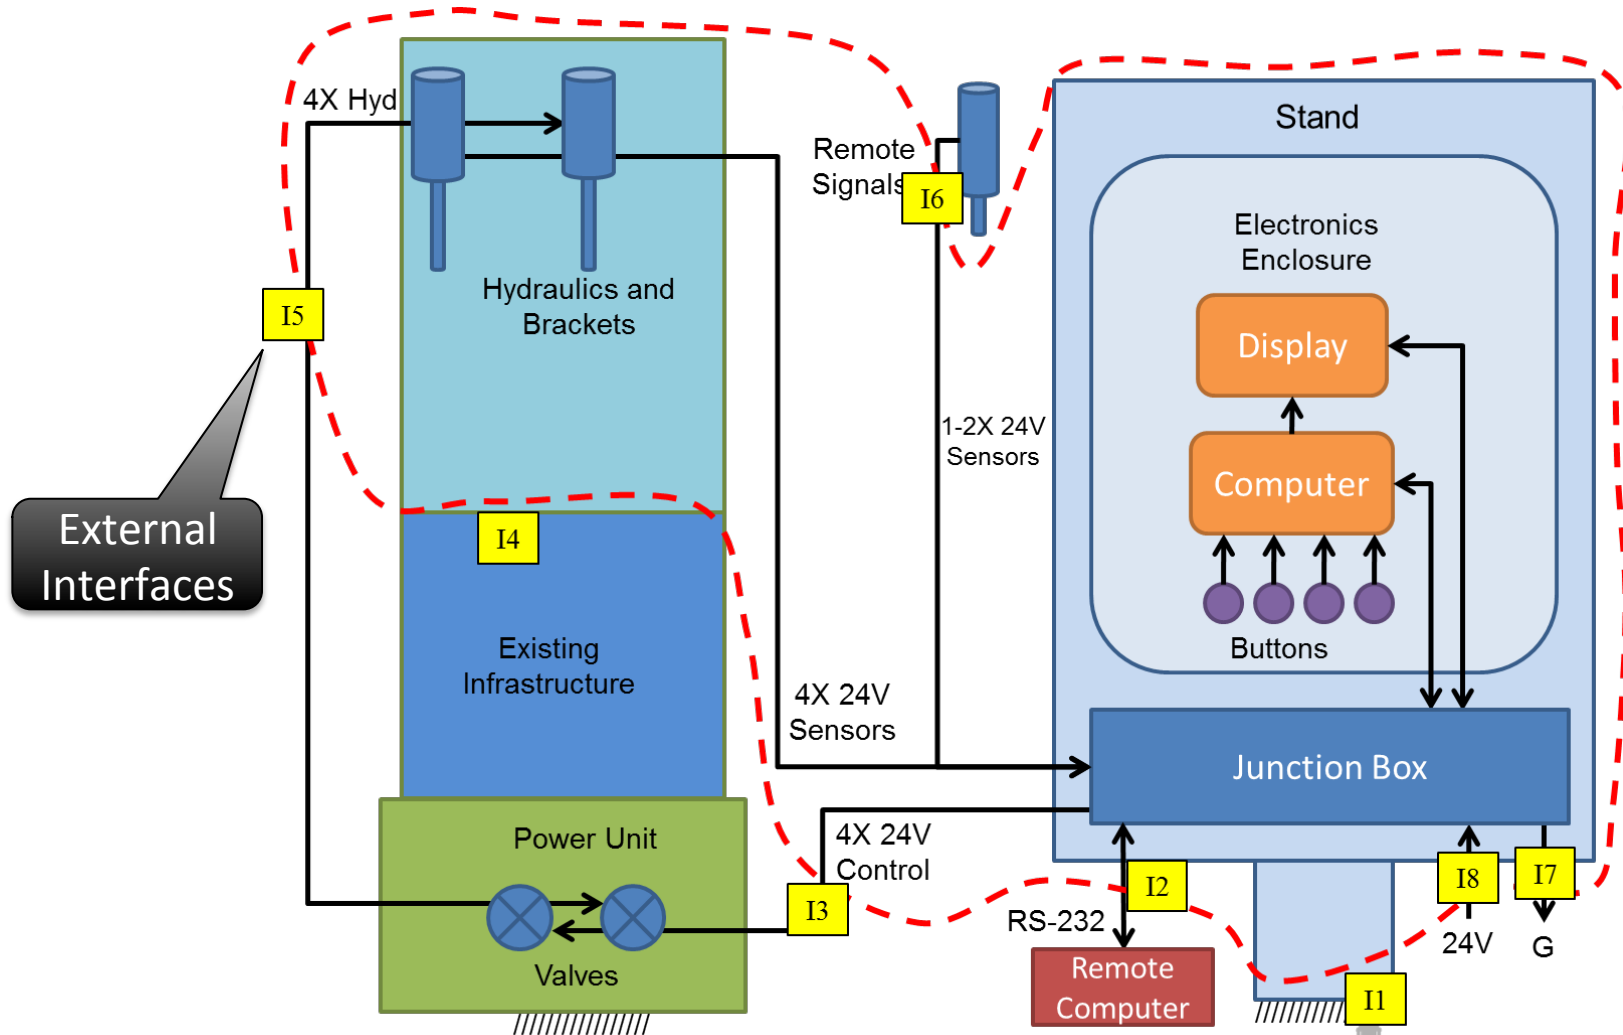 4X Hyd
Remote
Signals
I6
Stand
Electronics
Enclosure
Hydraulics and
Brackets
I5
Display
1-2X 24V
Sensors
Computer
External
Interfaces
I4
Existing
Infrastructure
Buttons
4X 24V
Sensors
Junction Box
Power Unit
4X 24V
Control
I2
I8
I7
I3
RS-232
24V
G
Valves
Remote
Computer
I1